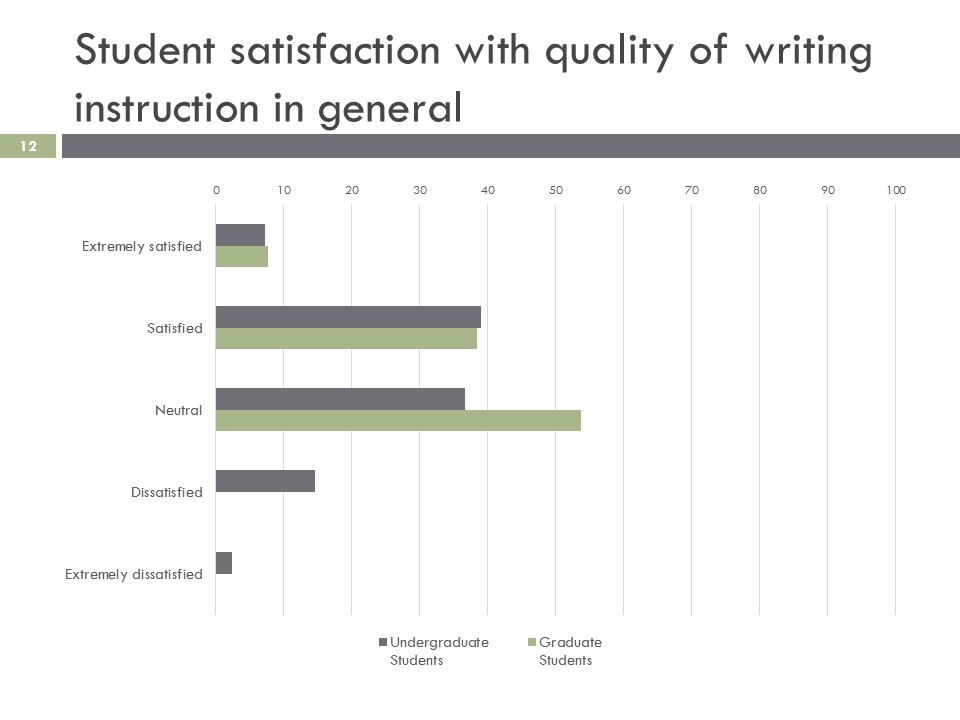 Student satisfaction with quality of writing
instruction in general
12
0 10 20 30 40 50 60 70 80 90 100
Extremely satisfied
Satisfied
Neutral
Dissatisfied
Extremely dissatisfied
Undergraduate
Students
Graduate
Students